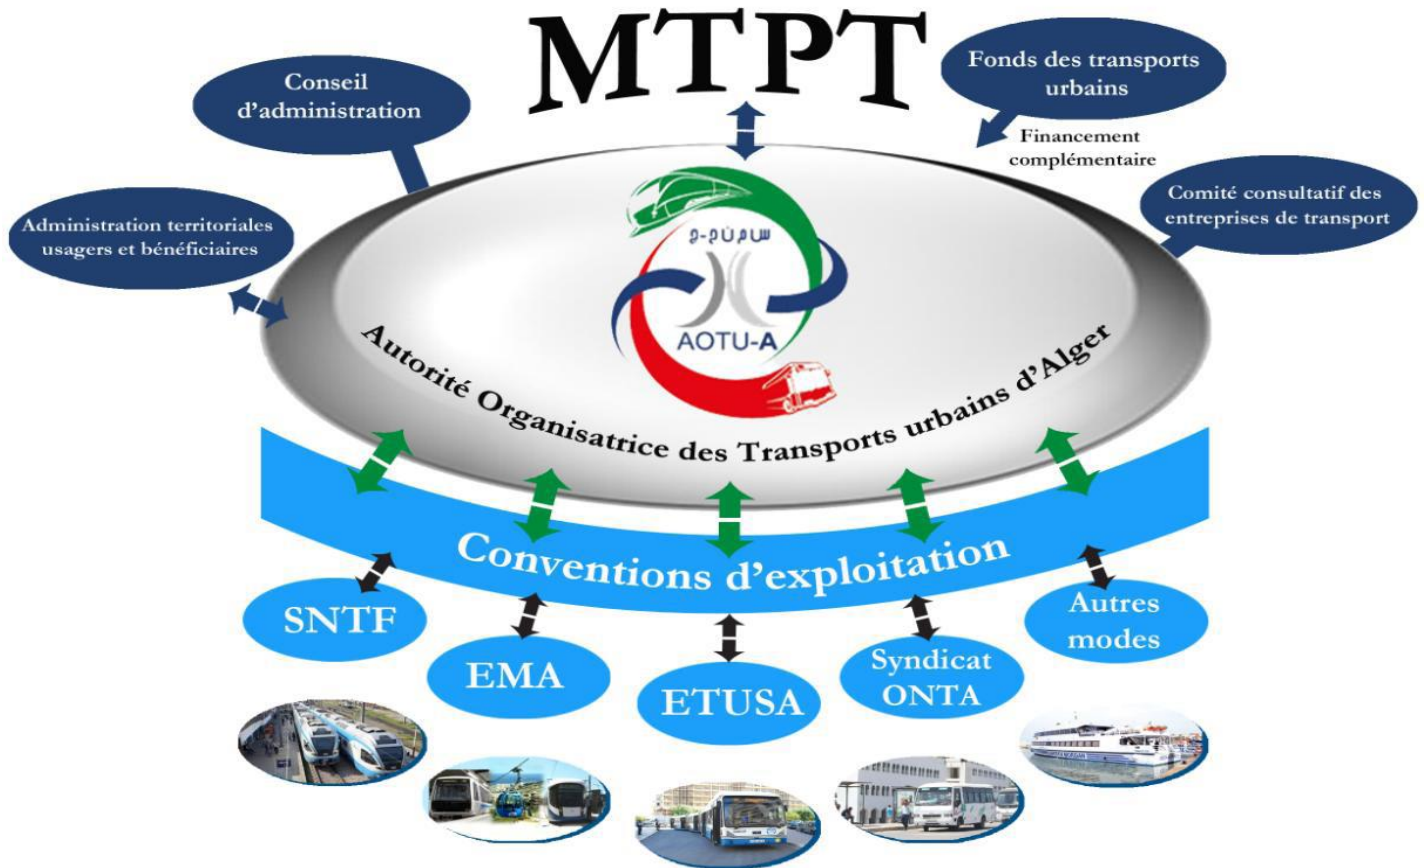 MTPT
Conseil
d'administration
Fonds des transports
urbains
Financement
complémentaire
Administration territoriales
usagers et bénéficiaires
Comité consultatif des
entreprises de transport
AOTU-A
Autorité Organisatrice des Transports urbains d'Alger
Conventions d'exploitation
SNTF
EMA
ETUSA
Syndicat
ONTA
Autres
modes